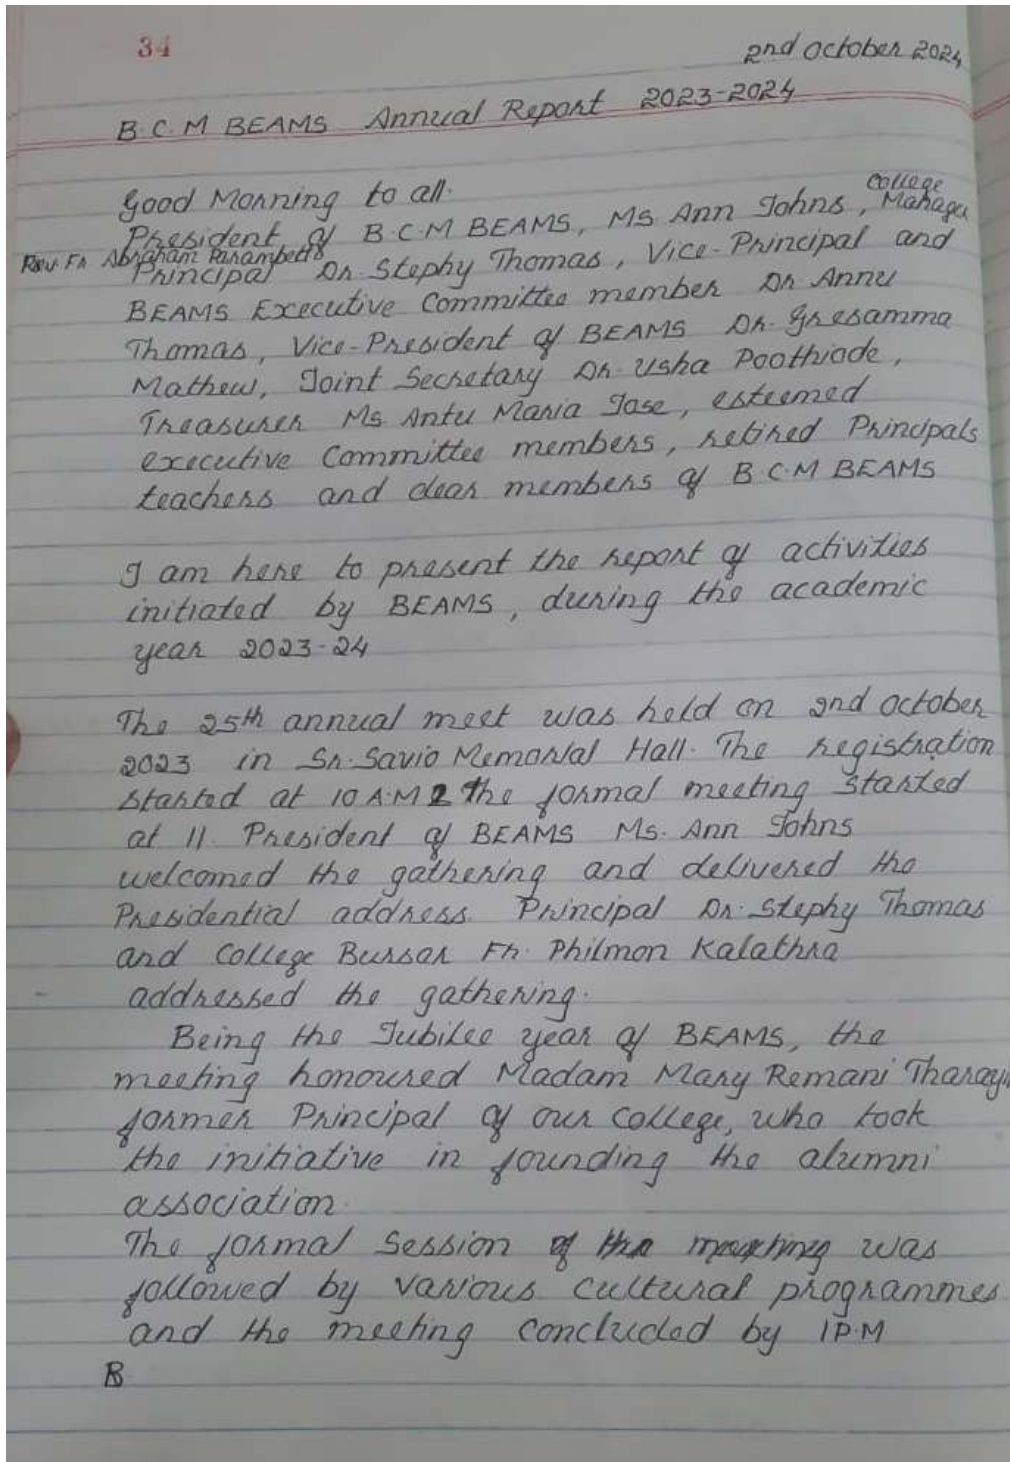 34
2nd October 2024
B.C.M BEAMS Annual Report 2023-2024
Good Morning to all.
College
President of B.C.M BEAMS, Ms Ann Johns, Manager
Rev. Fr Abraham Parambettu
Principal Dr. Stephy Thomas, Vice-Principal and
BEAMS Executive Committee member Dr Annu
Thomas, Vice-President of BEAMS Dr. Gresamma
Mathew, Joint Secretary Dr. Usha Poothiode,
Treasurer Ms. Antu Maria Jose, esteemed
executive Committee members, retired Principals
teachers and dear members of B.C.M BEAMS
I am here to present the report of activities
initiated by BEAMS, during the academic
year 2023-24
The 25th annual meet was held on 2nd October
2023 in Sr. Savio Memorial Hall. The registration
started at 10 A.M & the formal meeting started
at 11. President of BEAMS Ms. Ann Johns
welcomed the gathering and delivered the
Presidential address. Principal Dr. Stephy Thomas
and College Bursar Fr. Philmon Kalathra
addressed the gathering.
Being the Jubilee year of BEAMS, the
meeting honoured Madam Mary Remani Tharayil
former Principal of our College, who took
the initiative in founding the alumni
association.
The formal Session of the meeting was
followed by various cultural programmes
and the meeting concluded by 1P.M
B